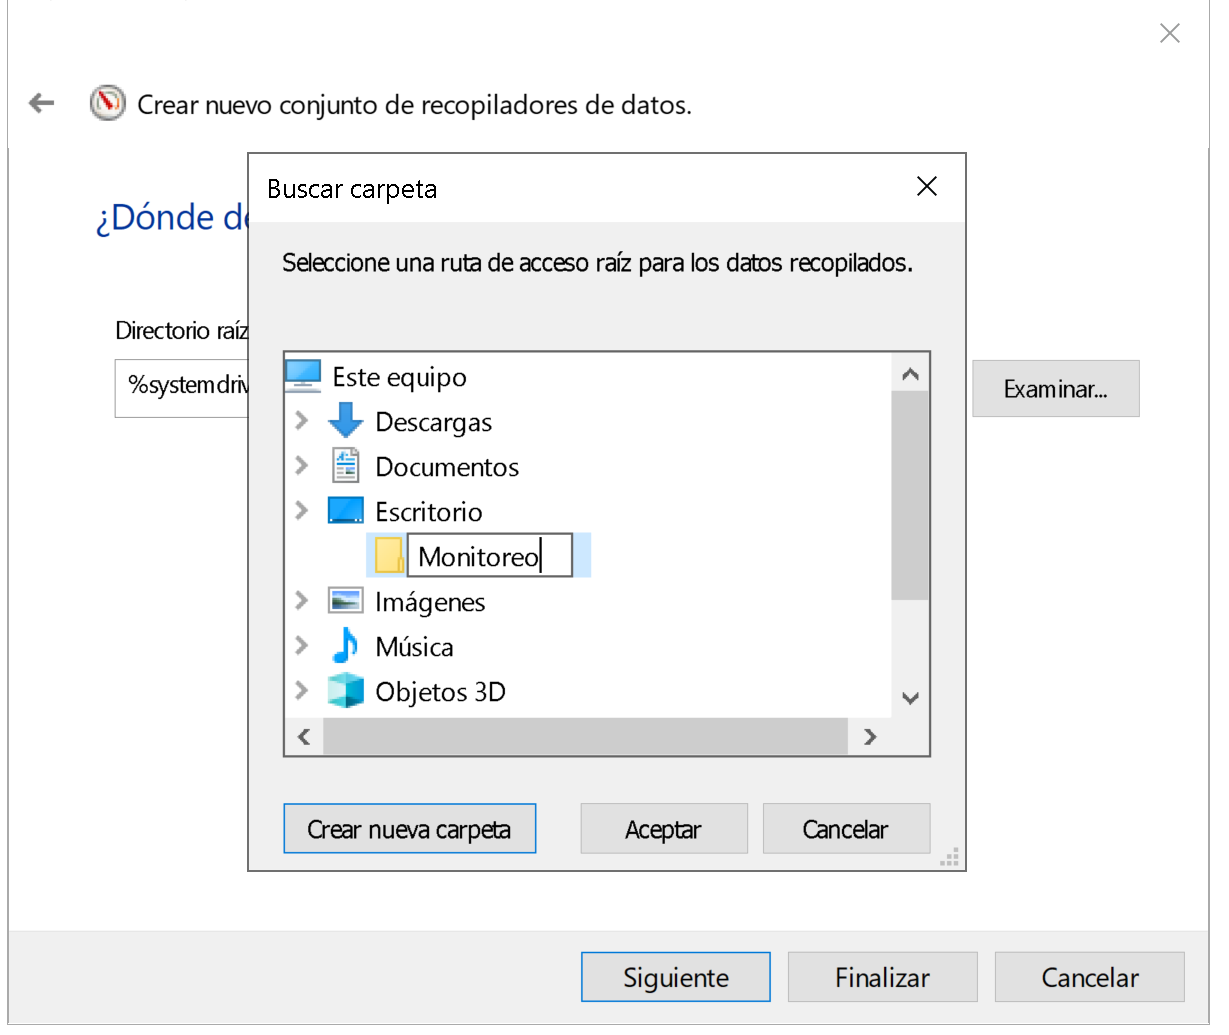 Crear nuevo conjunto de recopiladores de datos.
Buscar carpeta
¿Dónde
Seleccione una ruta de acceso raíz para los datos recopilados.
Directorio raíz
%systemdriv
Examinar...
Este equipo
Descargas
Documentos
Escritorio
Monitoreo
Imágenes
Música
Objetos 3D
Crear nueva carpeta
Aceptar
Cancelar
Siguiente
Finalizar
Cancelar